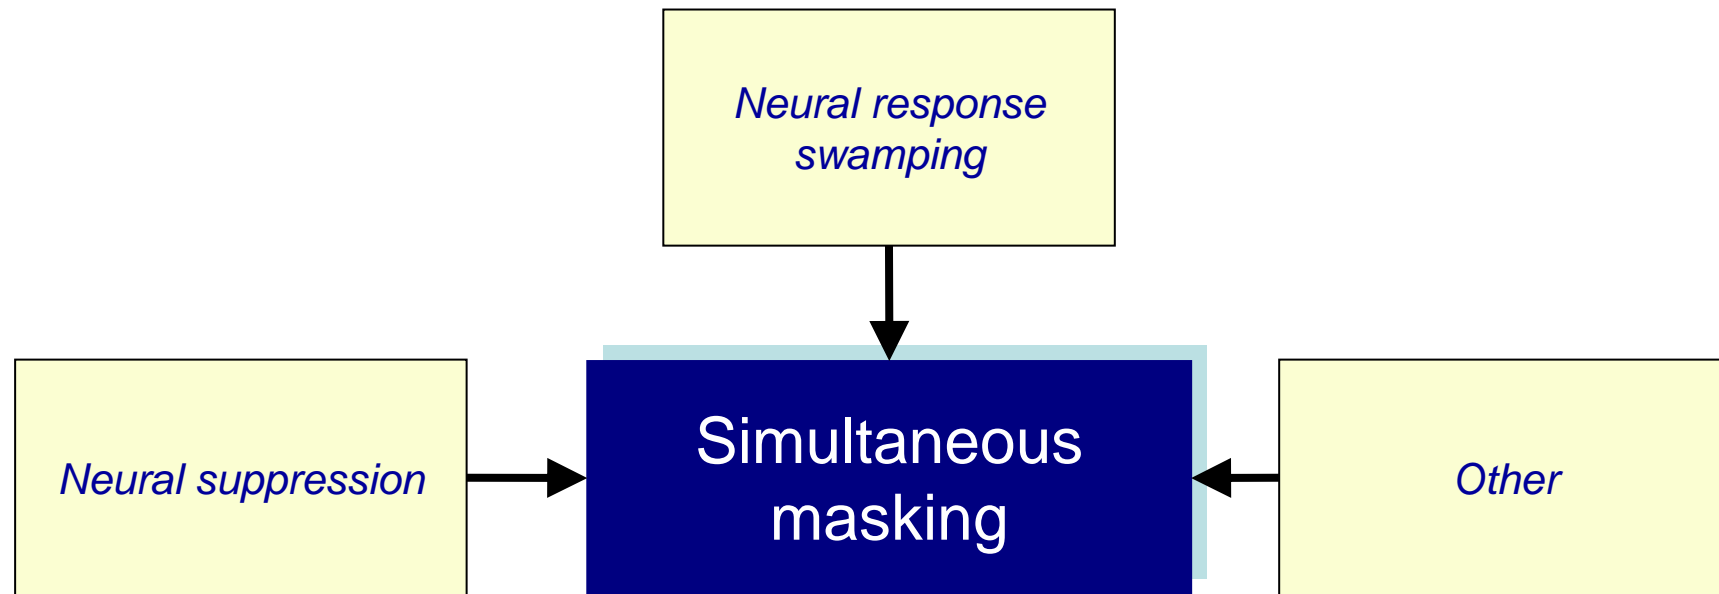 Neural response
swamping
Neural suppression
Simultaneous
masking
Other